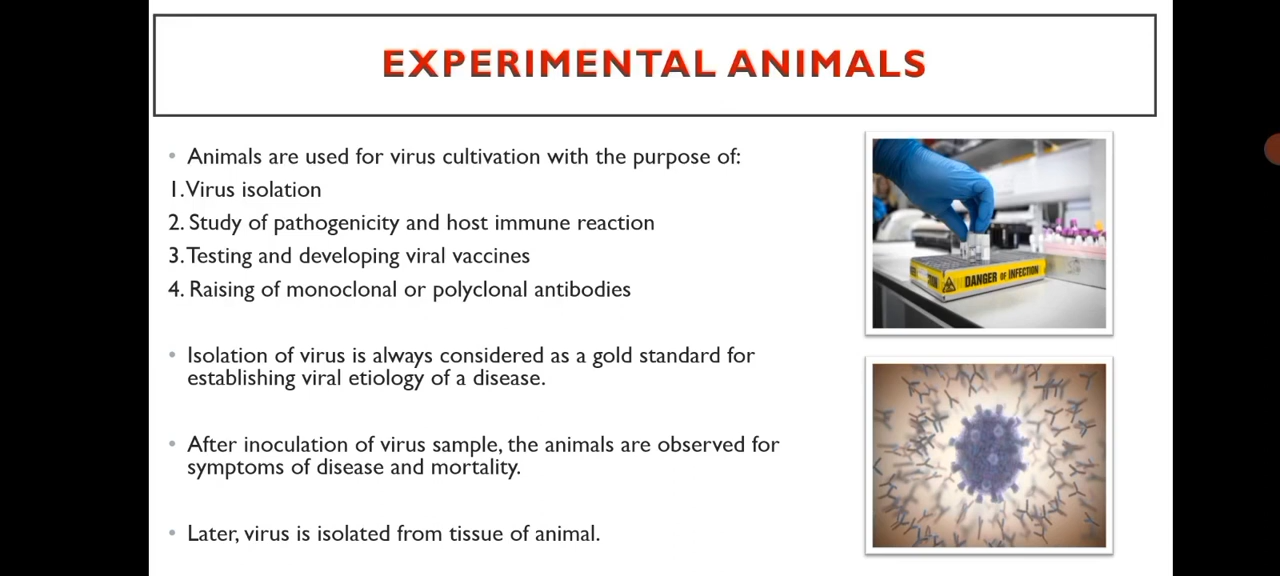 EXPERIMENTAL ANIMALS
• Animals are used for virus cultivation with the purpose of:
1. Virus isolation
2. Study of pathogenicity and host immune reaction
3. Testing and developing viral vaccines
4. Raising of monoclonal or polyclonal antibodies
• Isolation of virus is always considered as a gold standard for
establishing viral etiology of a disease.
• After inoculation of virus sample, the animals are observed for
symptoms of disease and mortality.
• Later, virus is isolated from tissue of animal.
DANGER OF INFECTION